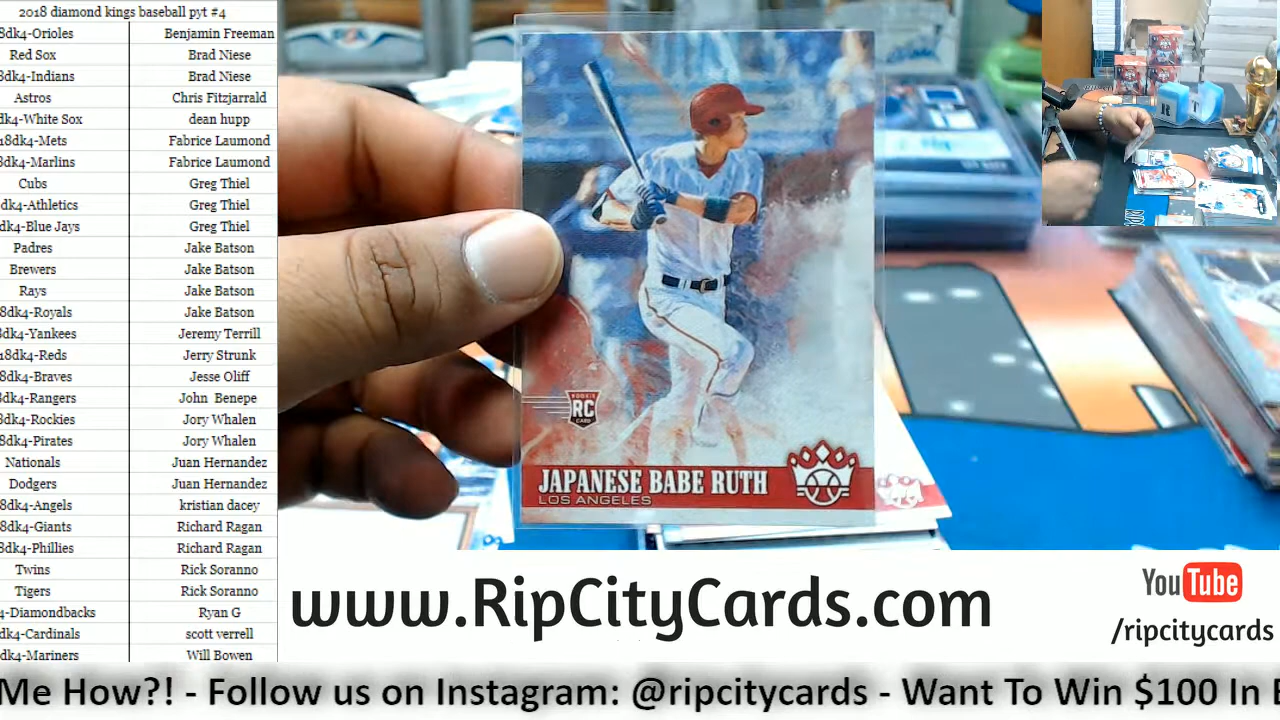 2018 diamond kings baseball pyt #4
8dk4-Orioles Benjamin Freeman
Red Sox Brad Niese
8dk4-Indians Brad Niese
Astros Chris Fitzjarrald
dk4-White Sox dean hupp
18dk4-Mets Fabrice Laumond
8dk4-Marlins Fabrice Laumond
Cubs Greg Thiel
dk4-Athletics Greg Thiel
dk4-Blue Jays Greg Thiel
Padres Jake Batson
Brewers Jake Batson
Rays Jake Batson
8dk4-Royals Jake Batson
8dk4-Yankees Jeremy Terrill
18dk4-Reds Jerry Strunk
8dk4-Braves Jesse Oliff
8dk4-Rangers John Benepe
8dk4-Rockies Jory Whalen
8dk4-Pirates Jory Whalen
Nationals Juan Hernandez
Dodgers Juan Hernandez
8dk4-Angels kristian dacey
8dk4-Giants Richard Ragan
8dk4-Phillies Richard Ragan
Twins Rick Soranno
Tigers Rick Soranno
4-Diamondbacks Ryan G
dk4-Cardinals scott verrell
dk4-Mariners Will Bowen
ROOKIE
RC
CARD
JAPANESE BABE RUTH
LOS ANGELES
www.RipCityCards.com
YouTube
/ripcitycards
Me How?! - Follow us on Instagram: @ripcitycards - Want To Win $100 In